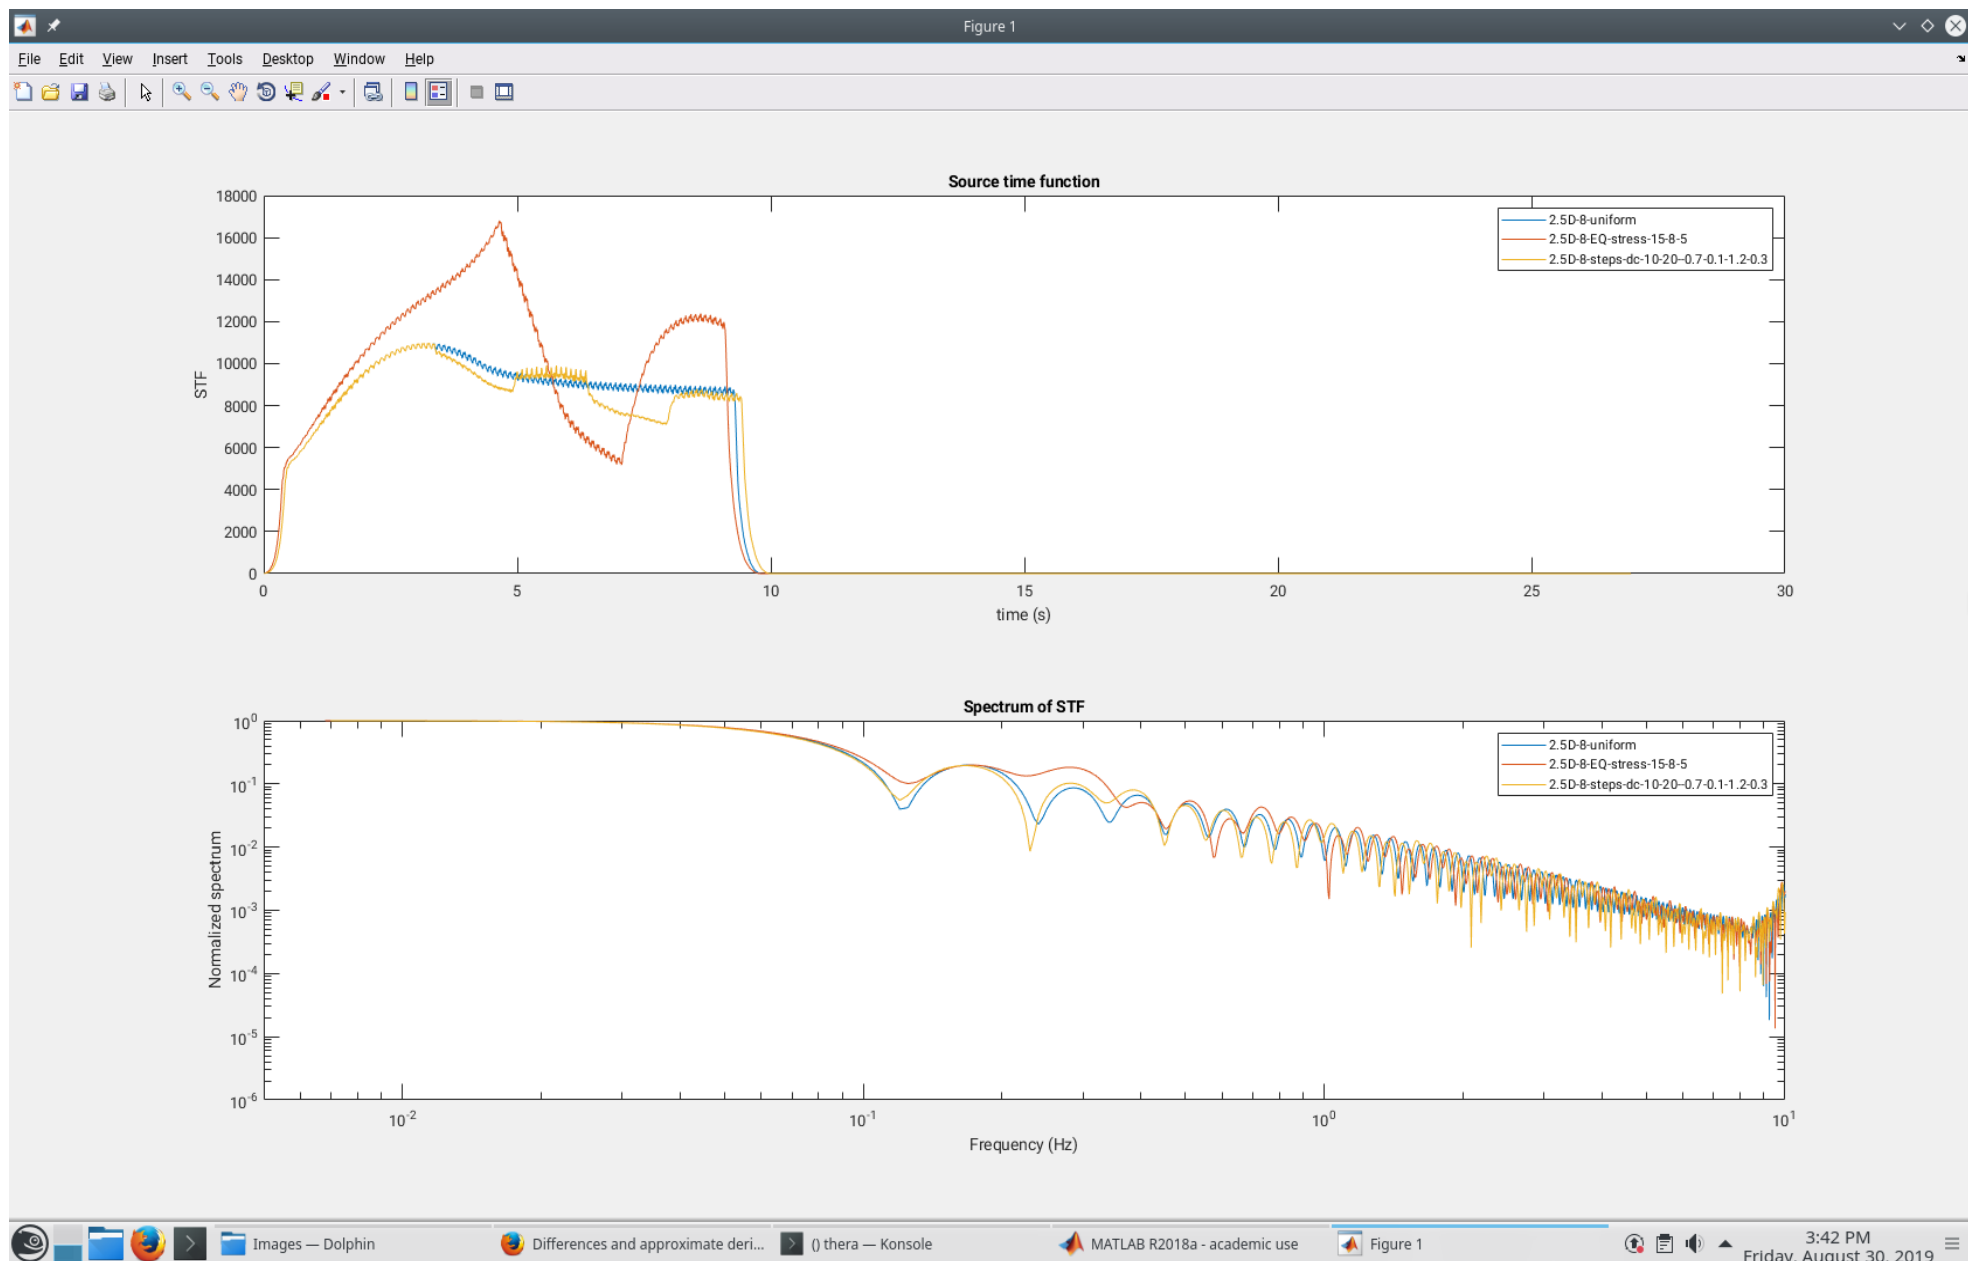 Figure 1
File Edit View Insert Tools Desktop Window Help
Source time function
18000
16000
14000
12000
10000
8000
6000
4000
2000
0
STF
0 5 10 15 20 25 30
time (s)
2.5D-8-uniform
2.5D-8-EQ-stress-15-8-5
2.5D-8-steps-dc-10-20--0.7-0.1-1.2-0.3
Spectrum of STF
10^0
10^-1
10^-2
10^-3
10^-4
10^-5
10^-6
Normalized spectrum
10^-2 10^-1 10^0 10^1
Frequency (Hz)
2.5D-8-uniform
2.5D-8-EQ-stress-15-8-5
2.5D-8-steps-dc-10-20--0.7-0.1-1.2-0.3
Images — Dolphin
Differences and approximate deri...
() thera — Konsole
MATLAB R2018a - academic use
Figure 1
3:42 PM
Friday, August 30, 2019